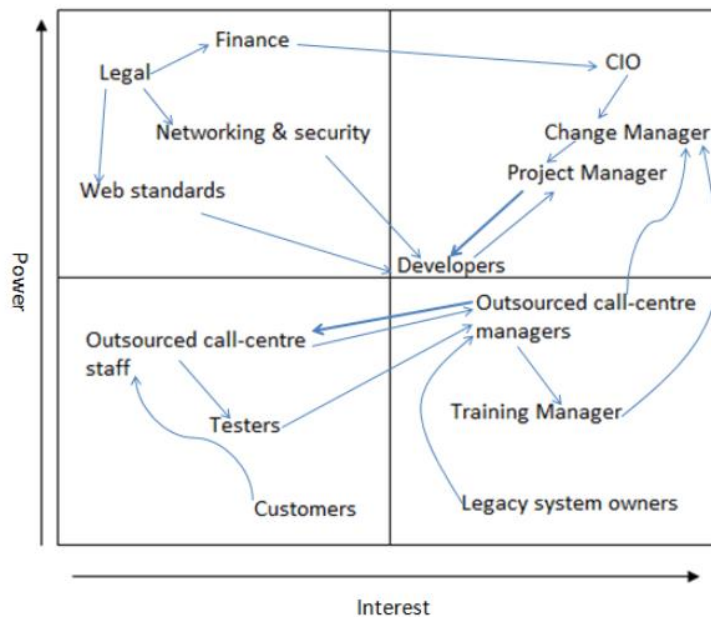 Finance
CIO
Legal
Networking & security
Change Manager
Project Manager
Web standards
Power
Developers
Outsourced call-centre
managers
Outsourced call-centre
staff
Training Manager
Testers
Customers
Legacy system owners
Interest